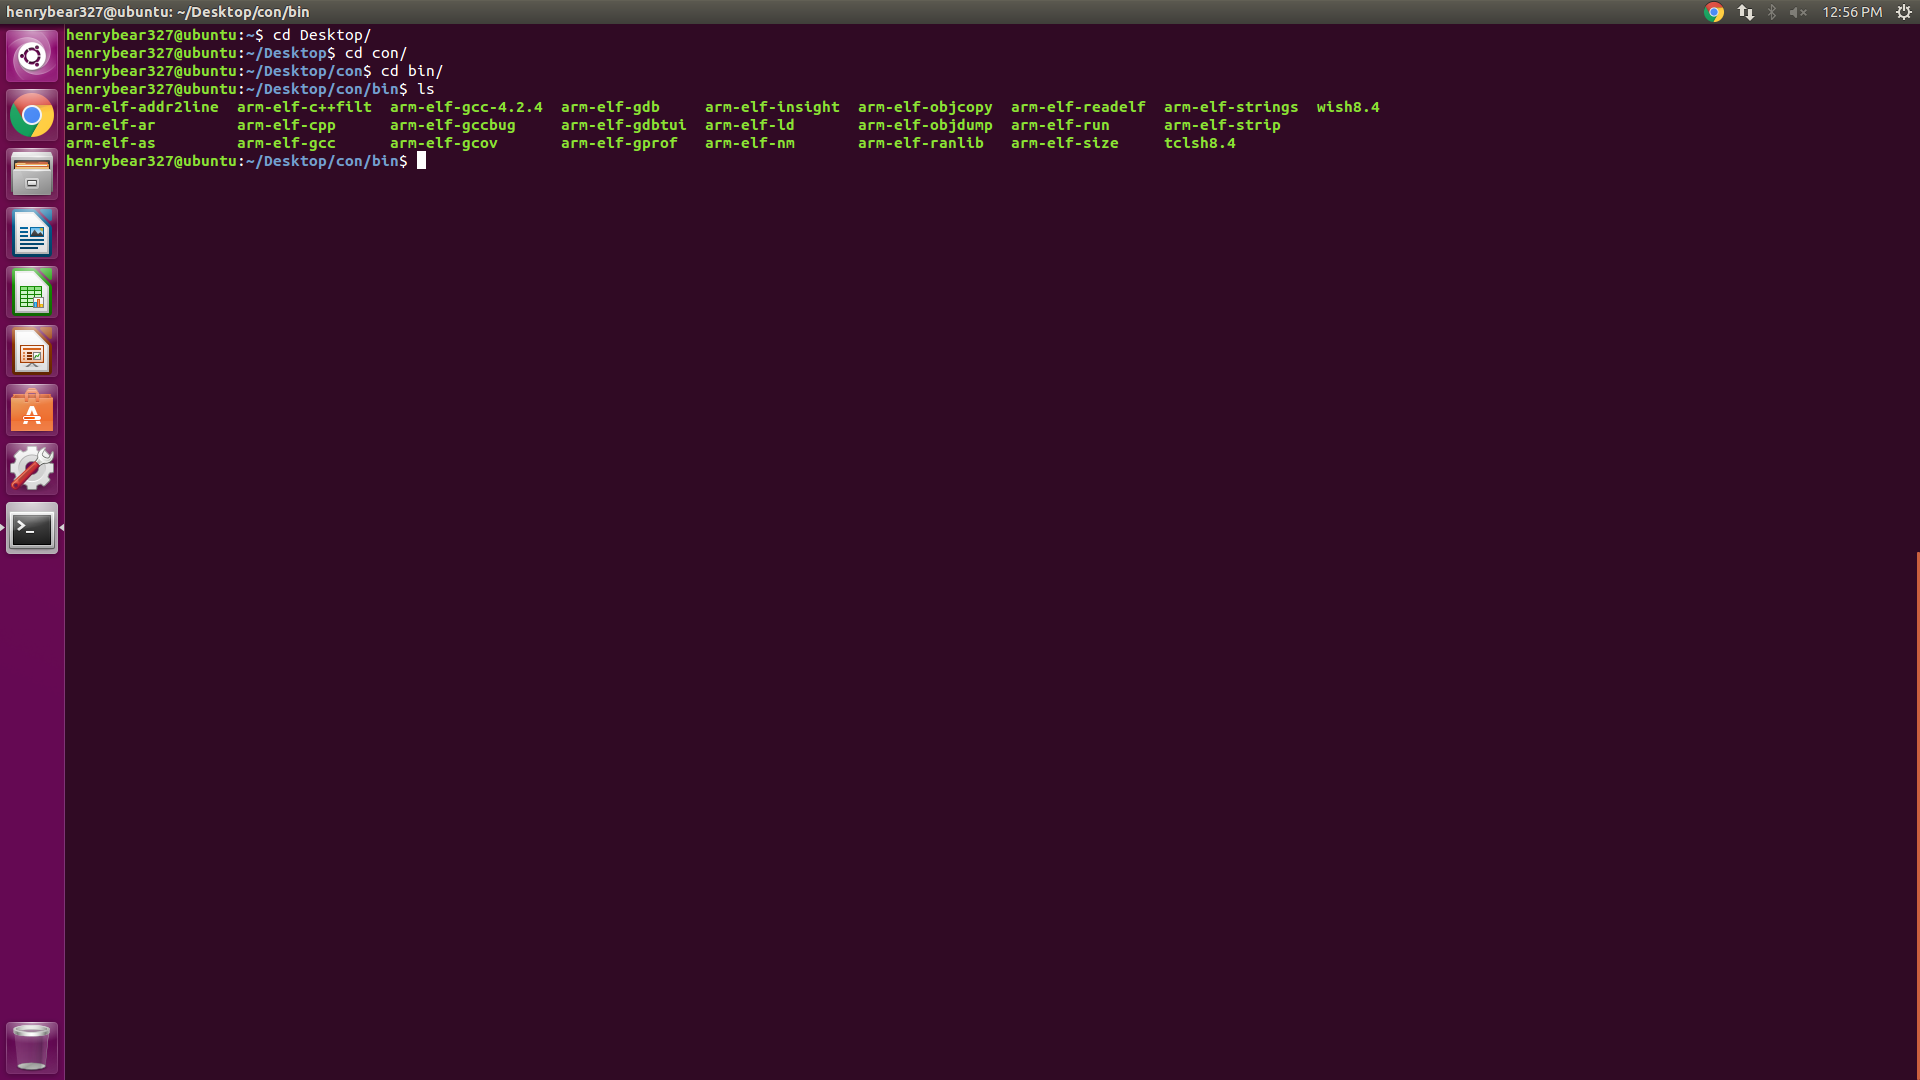 henrybear327@ubuntu: ~/Desktop/con/bin 12:56 PM
henrybear327@ubuntu:~$ cd Desktop/
henrybear327@ubuntu:~/Desktop$ cd con/
henrybear327@ubuntu:~/Desktop/con$ cd bin/
henrybear327@ubuntu:~/Desktop/con/bin$ ls
arm-elf-addr2line  arm-elf-c++filt  arm-elf-gcc-4.2.4  arm-elf-gdb     arm-elf-insight  arm-elf-objcopy  arm-elf-readelf  arm-elf-strings  wish8.4
arm-elf-ar         arm-elf-cpp      arm-elf-gccbug     arm-elf-gdbtui  arm-elf-ld       arm-elf-objdump  arm-elf-run      arm-elf-strip
arm-elf-as         arm-elf-gcc      arm-elf-gcov       arm-elf-gprof   arm-elf-nm       arm-elf-ranlib   arm-elf-size     tclsh8.4
henrybear327@ubuntu:~/Desktop/con/bin$